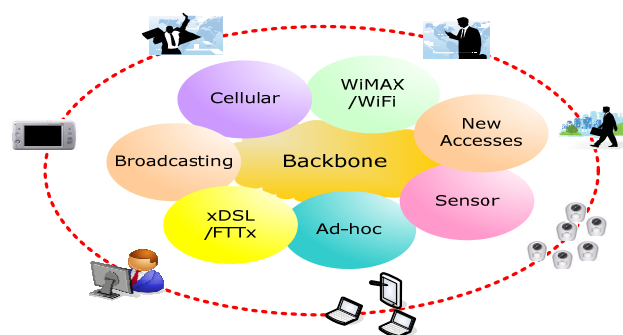 Cellular
WiMAX
/WiFi
New
Accesses
Broadcasting
Backbone
Sensor
xDSL
/FTTx
Ad-hoc